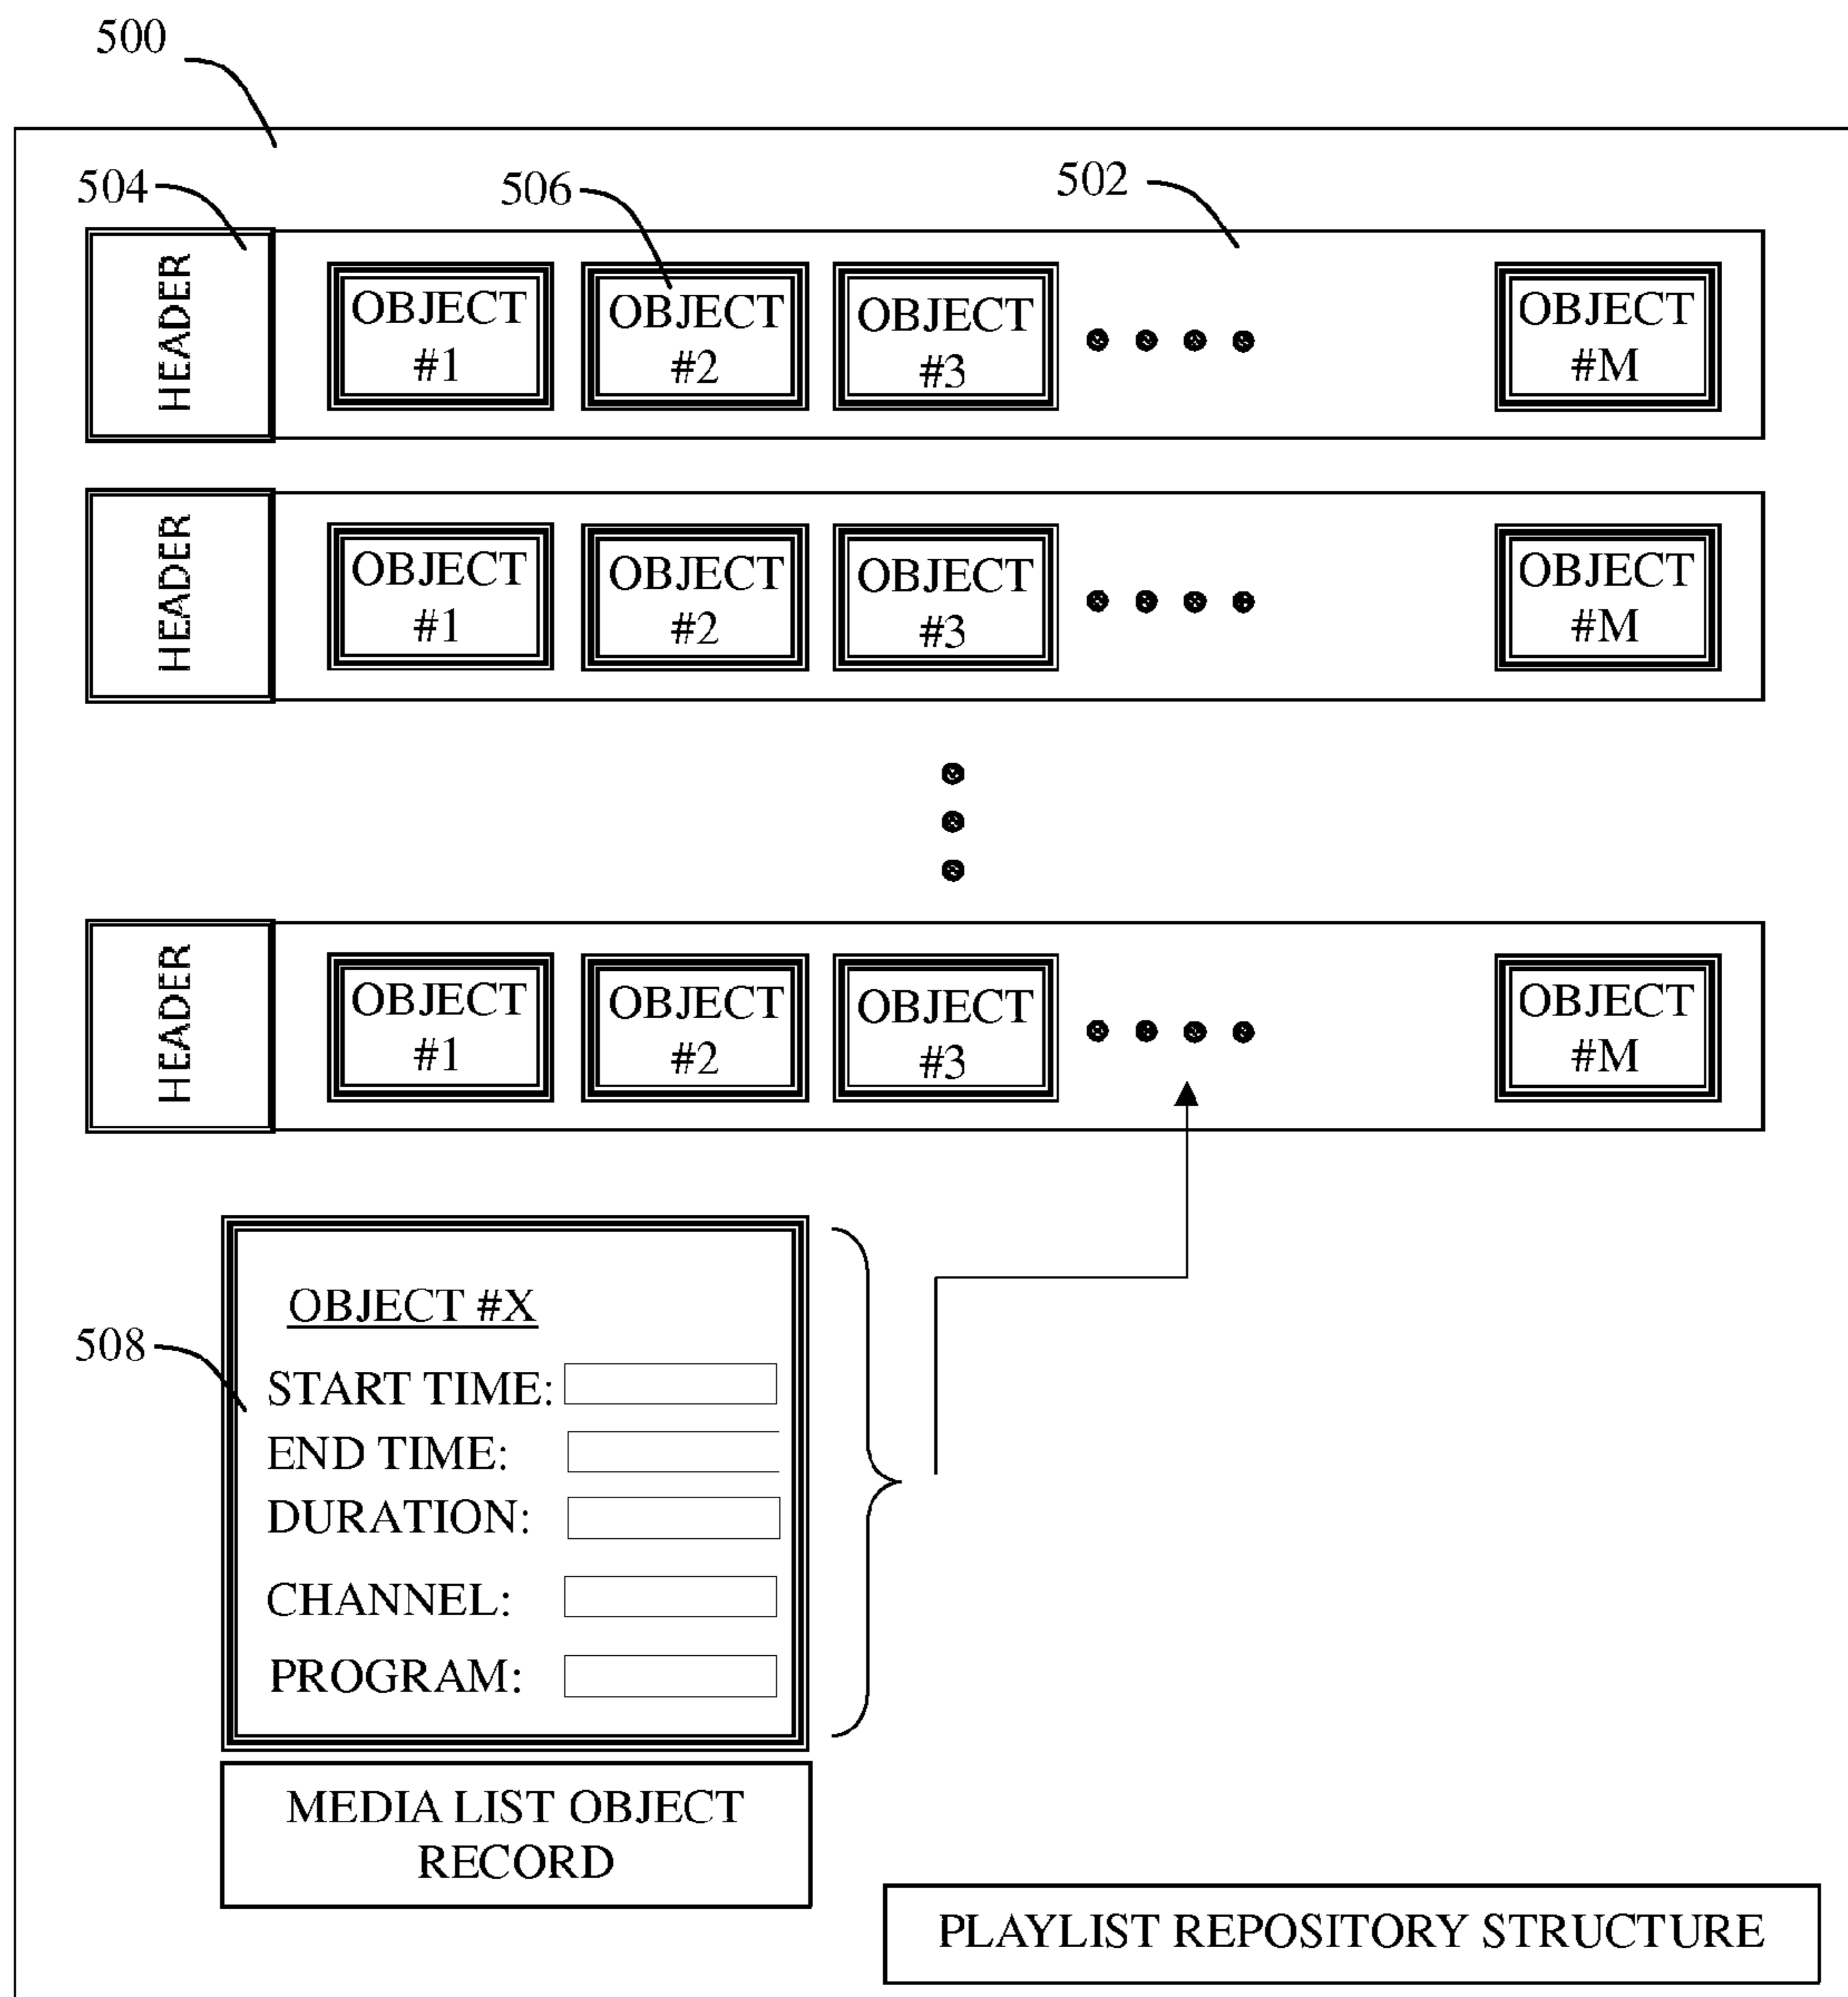 500
504
506
502
HEADER
OBJECT
#1
OBJECT
#2
OBJECT
#3
OBJECT
#M
HEADER
OBJECT
#1
OBJECT
#2
OBJECT
#3
OBJECT
#M
HEADER
OBJECT
#1
OBJECT
#2
OBJECT
#3
OBJECT
#M
OBJECT #X
508
START TIME:
END TIME:
DURATION:
CHANNEL:
PROGRAM:
MEDIA LIST OBJECT
RECORD
PLAYLIST REPOSITORY STRUCTURE